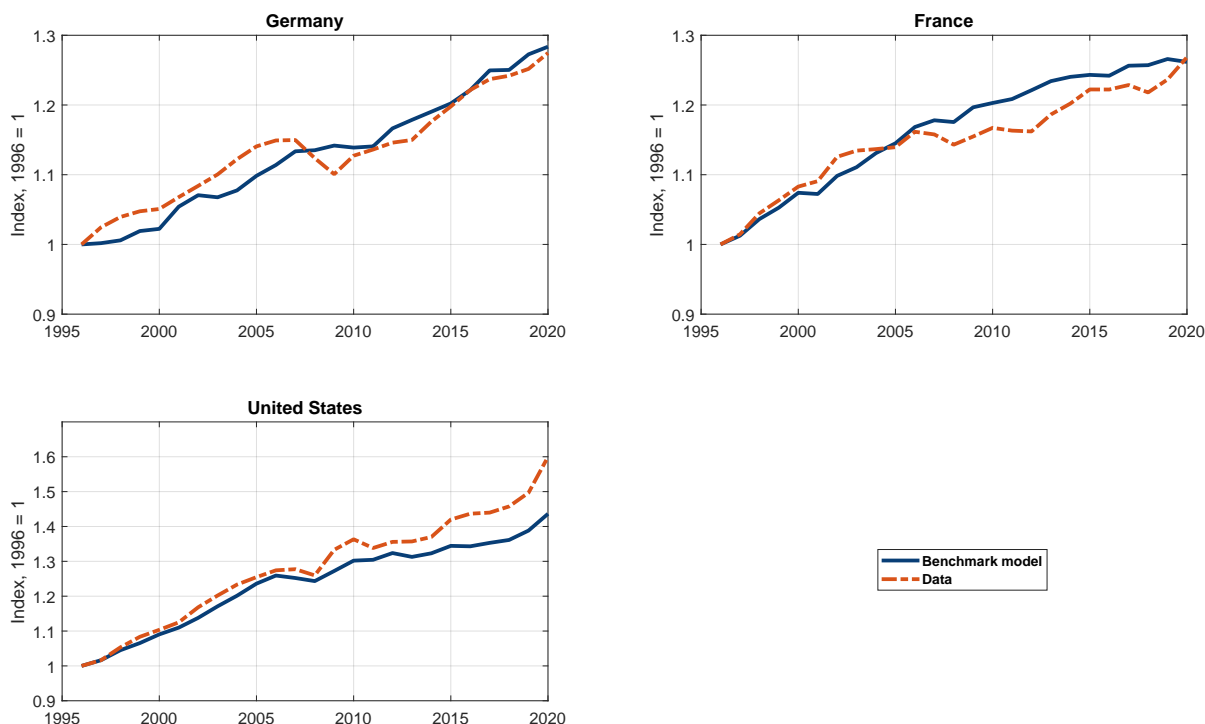 Germany
Index, 1996 = 1
1.3
1.2
1.1
1
0.9
1995 2000 2005 2010 2015 2020
France
Index, 1996 = 1
1.3
1.2
1.1
1
0.9
1995 2000 2005 2010 2015 2020
United States
Index, 1996 = 1
1.6
1.5
1.4
1.3
1.2
1.1
1
0.9
1995 2000 2005 2010 2015 2020
Benchmark model
Data